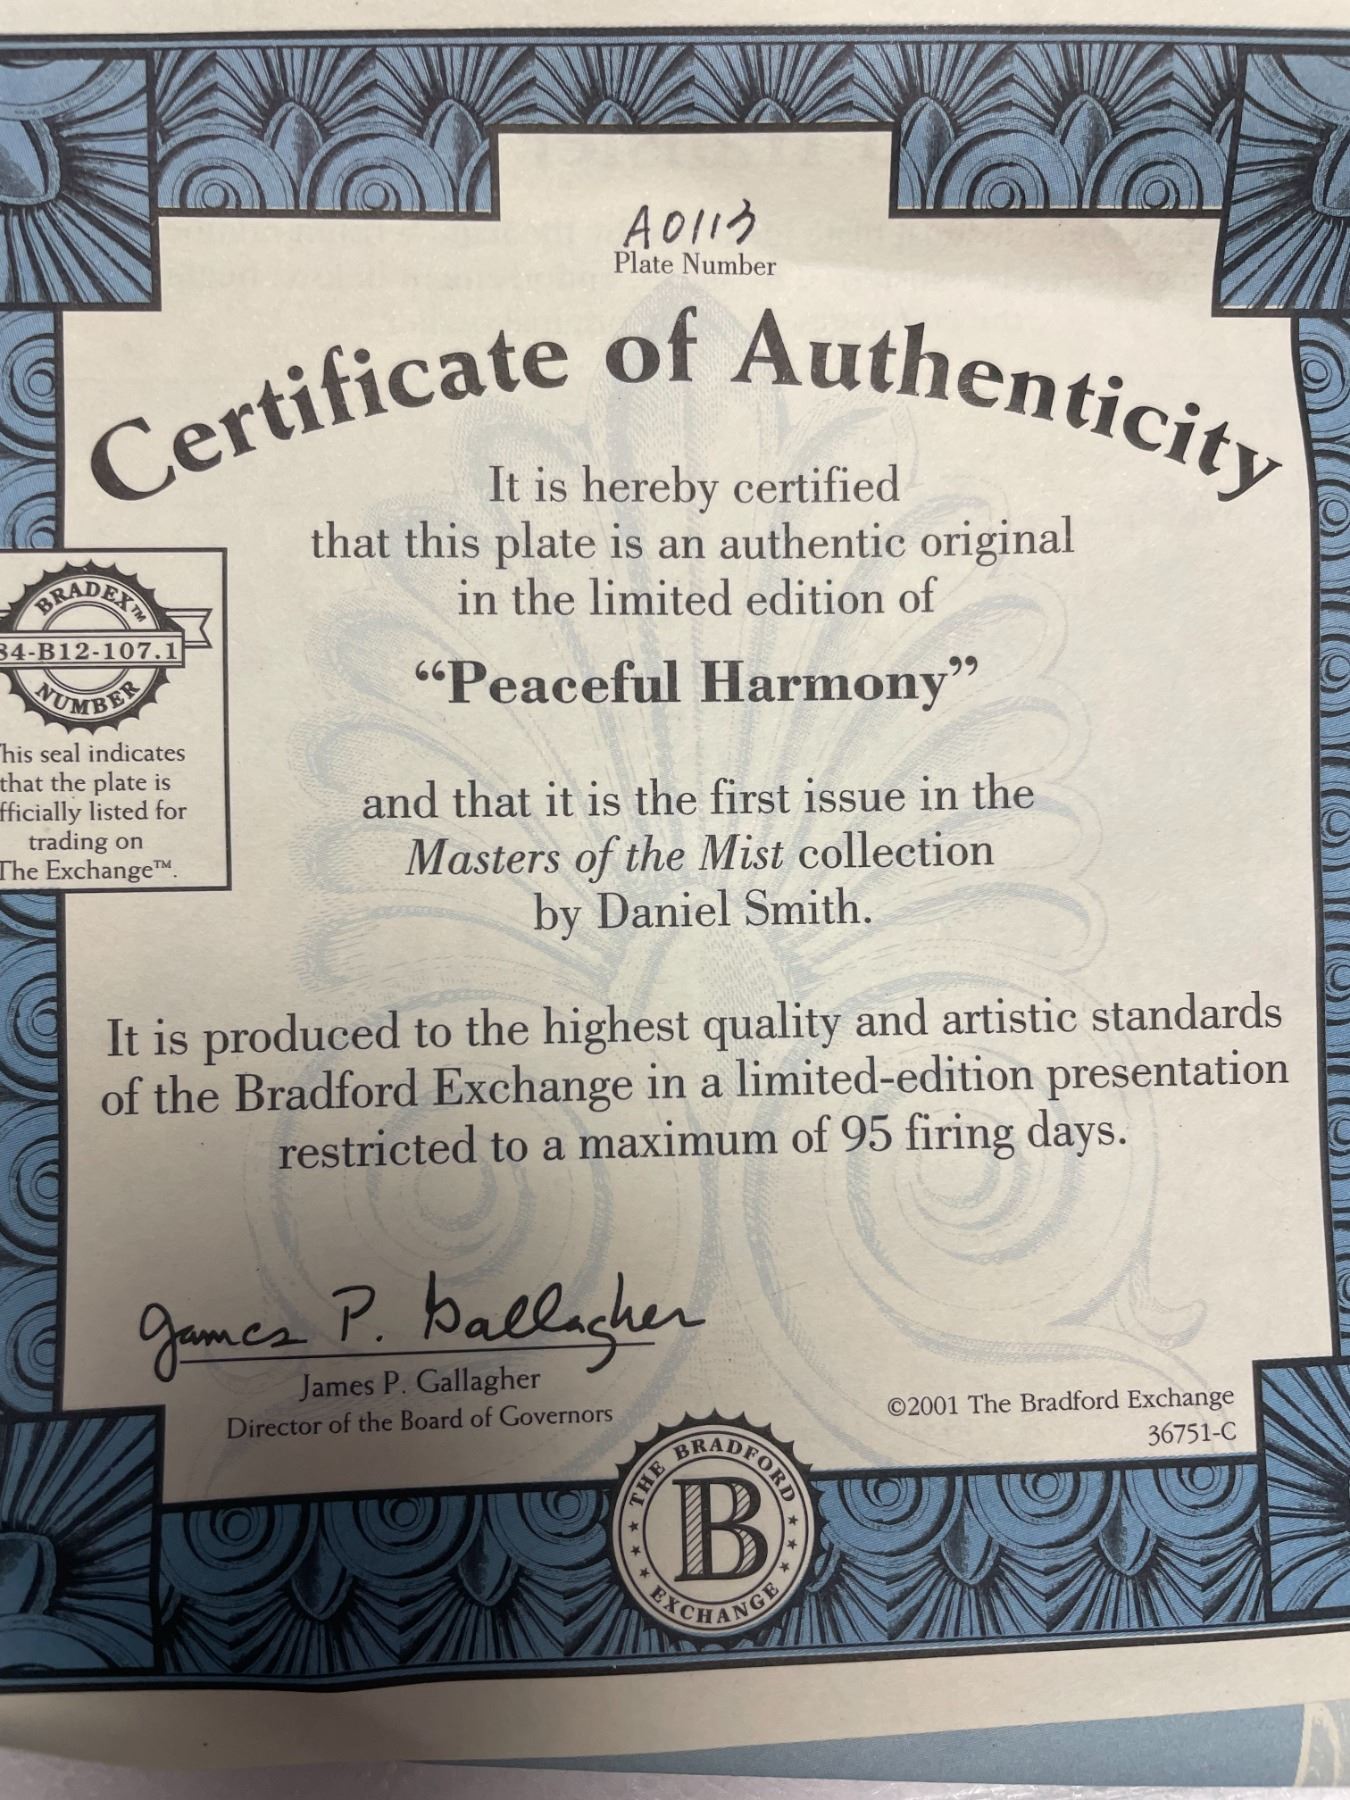 A0113
Plate Number
Certificate of Authenticity
It is hereby certified
that this plate is an authentic original
in the limited edition of
“Peaceful Harmony”
and that it is the first issue in the
Masters of the Mist collection
by Daniel Smith.
BRADEX™
84-B12-107.1
NUMBER
his seal indicates
that the plate is
fficially listed for
trading on
The Exchange™.
It is produced to the highest quality and artistic standards
of the Bradford Exchange in a limited-edition presentation
restricted to a maximum of 95 firing days.
James P. Gallagher
James P. Gallagher
Director of the Board of Governors
©2001 The Bradford Exchange
36751-C
THE BRADFORD
B
EXCHANGE